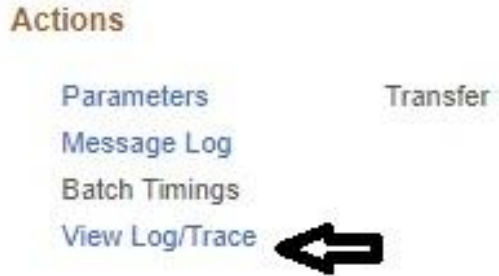 Actions
Parameters Transfer
Message Log
Batch Timings
View Log/Trace